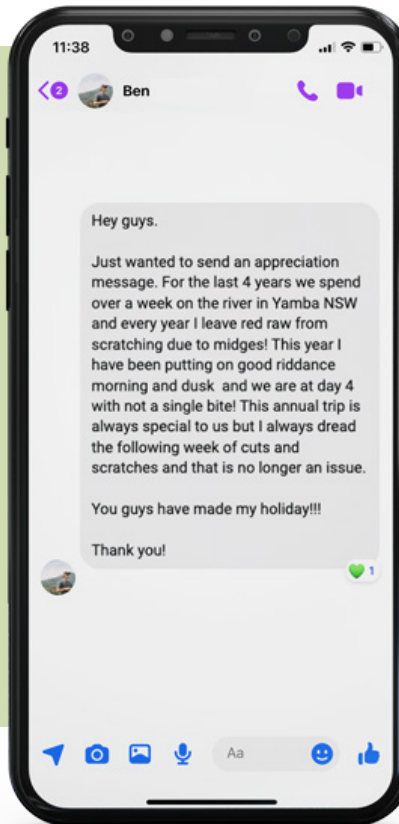 11:38
2
Ben
Hey guys.
Just wanted to send an appreciation
message. For the last 4 years we spend
over a week on the river in Yamba NSW
and every year I leave red raw from
scratching due to midges! This year I
have been putting on good riddance
morning and dusk and we are at day 4
with not a single bite! This annual trip is
always special to us but I always dread
the following week of cuts and
scratches and that is no longer an issue.
You guys have made my holiday!!!
Thank you!
1
Aa